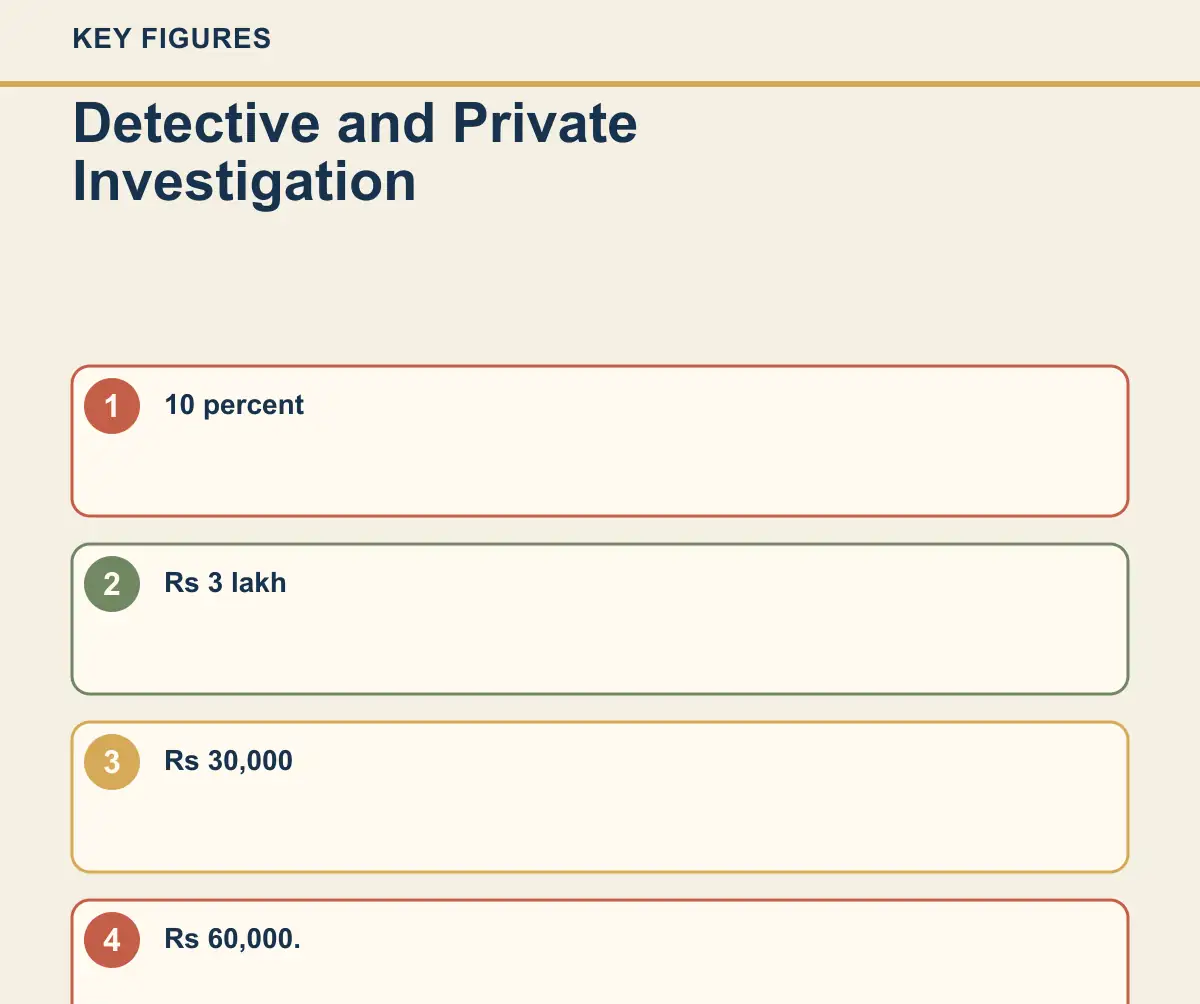 KEY FIGURES
Detective and Private
Investigation
1
10 percent
2
Rs 3 lakh
3
Rs 30,000
4
Rs 60,000.